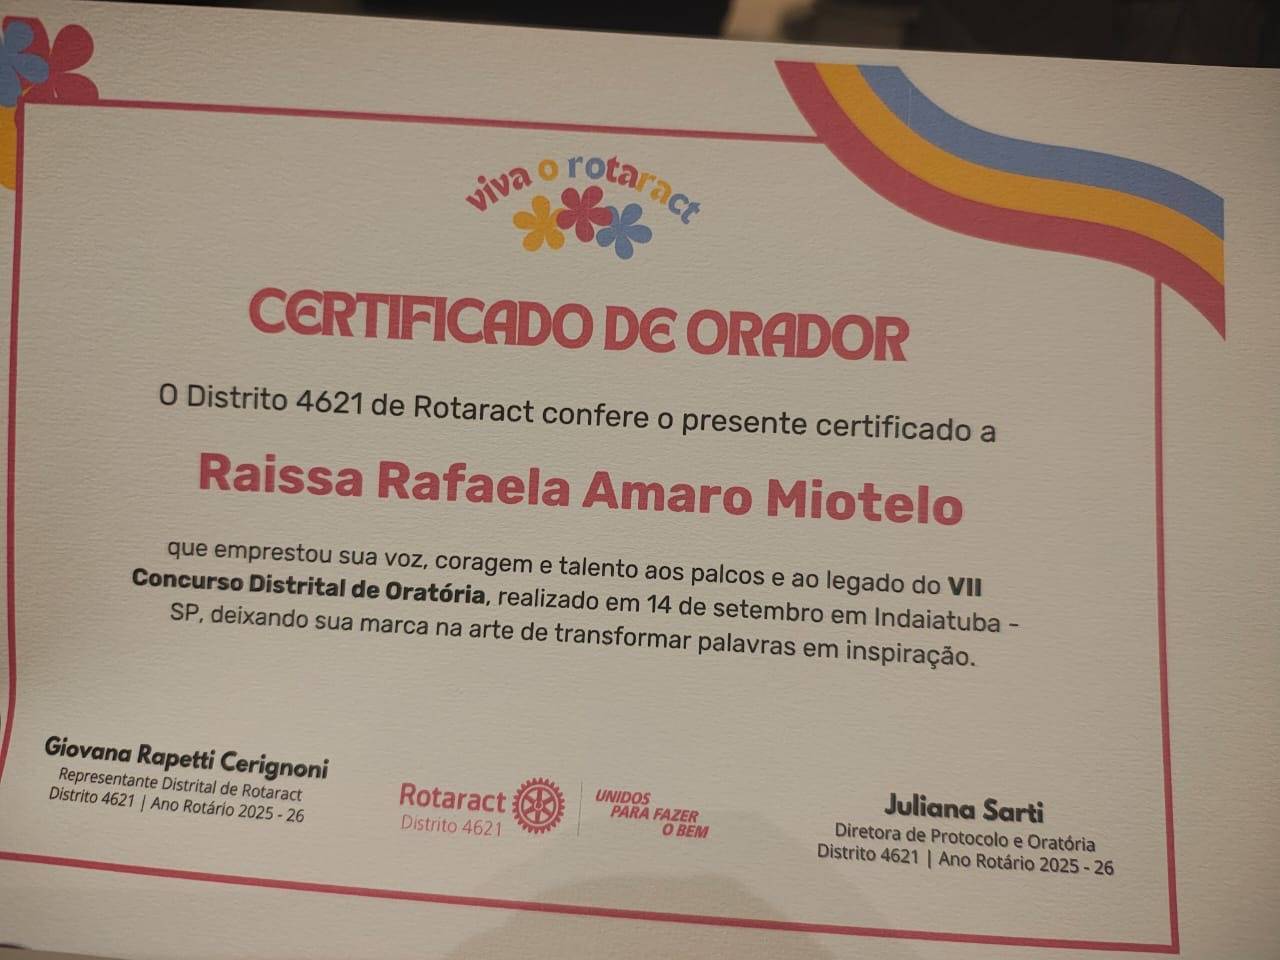 viva o rotaract
CERTIFICADO DE ORADOR
O Distrito 4621 de Rotaract confere o presente certificado a
Raissa Rafaela Amaro Miotelo
que emprestou sua voz, coragem e talento aos palcos e ao legado do VII
Concurso Distrital de Oratória, realizado em 14 de setembro em Indaiatuba -
SP, deixando sua marca na arte de transformar palavras em inspiração.
Giovana Rapetti Cerignoni
Representante Distrital de Rotaract
Distrito 4621 | Ano Rotário 2025 - 26
Rotaract
Distrito 4621
UNIDOS
PARA FAZER
O BEM
Juliana Sarti
Diretora de Protocolo e Oratória
Distrito 4621 | Ano Rotário 2025 - 26